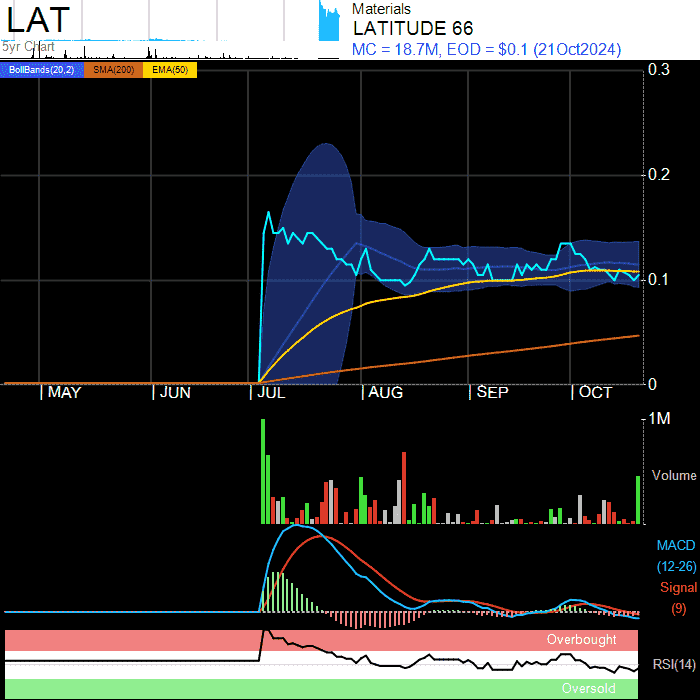 LAT
5yr Chart
Materials
LATITUDE 66
MC = 18.7M, EOD = $0.1 (21Oct2024)
BollBands(20,2) SMA(200) EMA(50)
0.3
0.2
0.1
0
MAY JUN JUL AUG SEP OCT
1M
Volume
MACD
(12-26)
Signal
(9)
Overbought
RSI(14)
Oversold